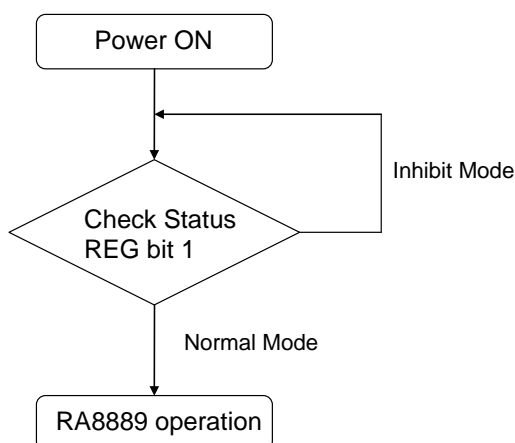 Power ON
Inhibit Mode
Check Status
REG bit 1
Normal Mode
RA8889 operation